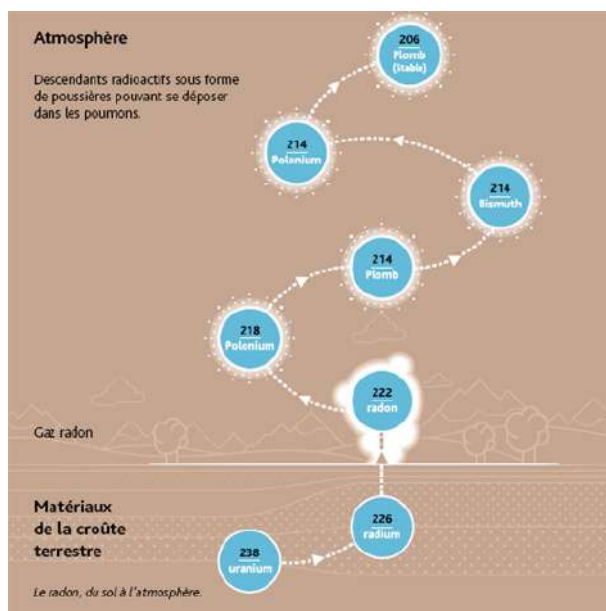 Atmosphère
Descendants radioactifs sous forme
de poussières pouvant se déposer
dans les poumons.
206
Plomb
(Stable)
214
Polonium
214
Bismuth
214
Plomb
218
Polonium
222
radon
Gaz radon
Matériaux
de la croûte
terrestre
226
radium
238
uranium
Le radon, du sol à l'atmosphère.